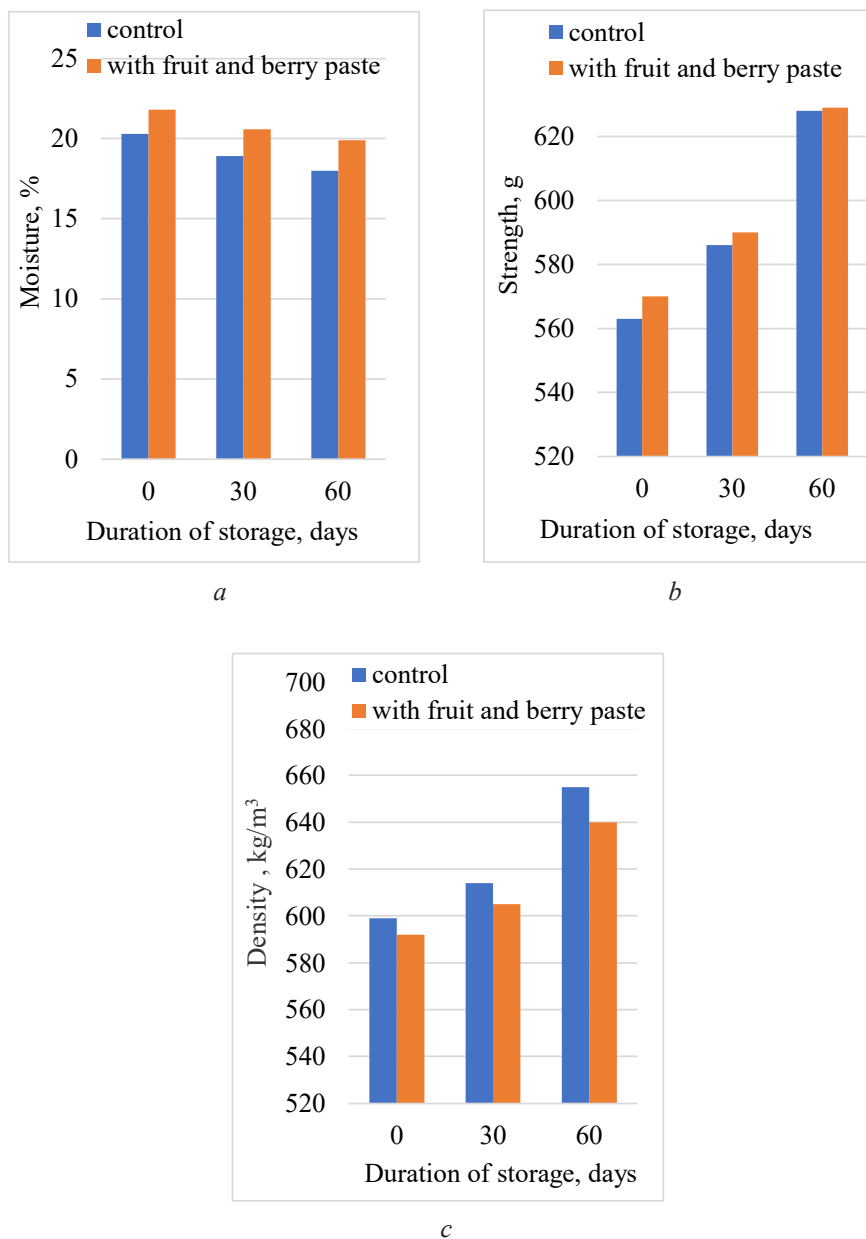 control
with fruit and berry paste
25
20
15
10
5
0
Moisture, %
0 30 60
Duration of storage, days
a
control
with fruit and berry paste
620
600
580
560
540
520
Strength, g
0 30 60
Duration of storage, days
b
control
with fruit and berry paste
700
680
660
640
620
600
580
560
540
520
Density , kg/m³
0 30 60
Duration of storage, days
c